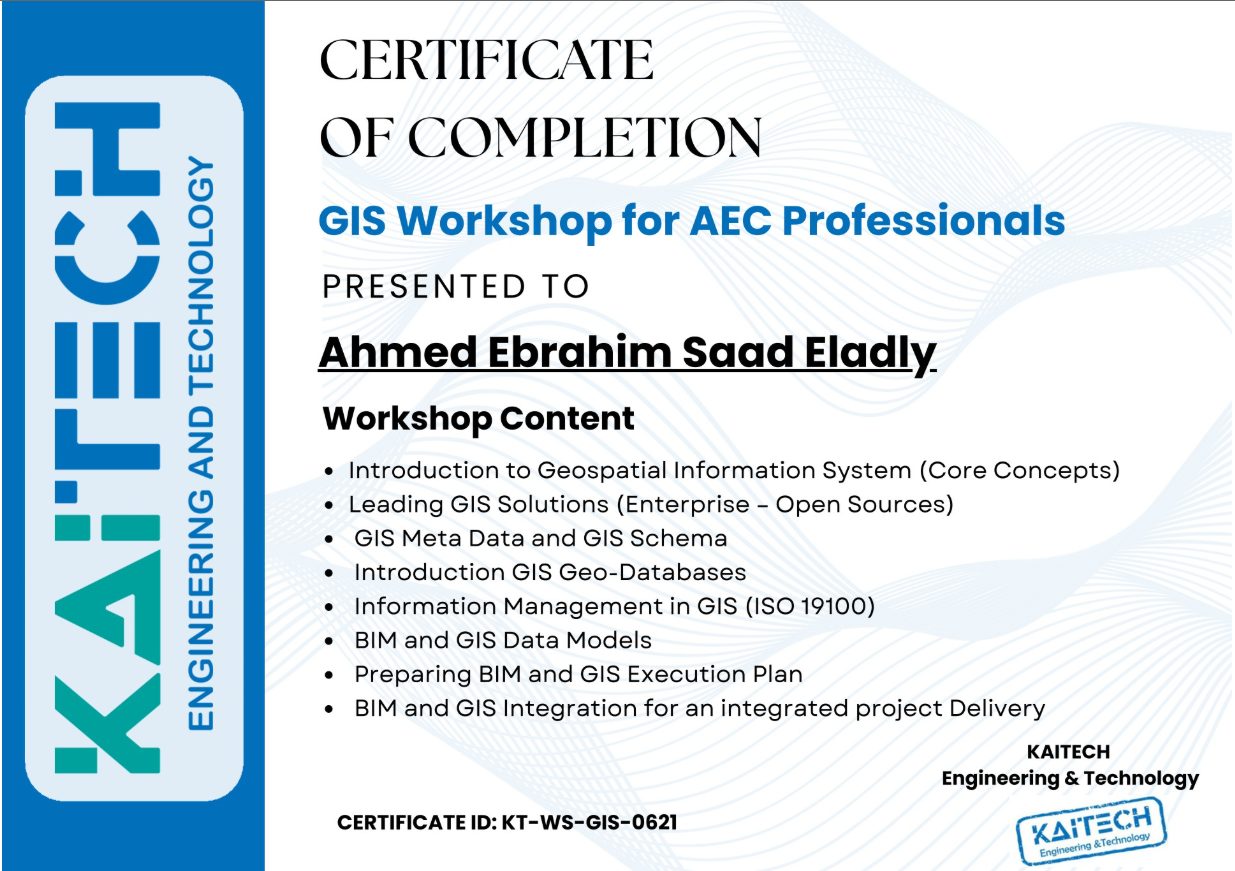 KAITECH
ENGINEERING AND TECHNOLOGY
CERTIFICATE
OF COMPLETION
GIS Workshop for AEC Professionals
PRESENTED TO
Ahmed Ebrahim Saad Eladly
Workshop Content
• Introduction to Geospatial Information System (Core Concepts)
• Leading GIS Solutions (Enterprise – Open Sources)
• GIS Meta Data and GIS Schema
• Introduction GIS Geo-Databases
• Information Management in GIS (ISO 19100)
• BIM and GIS Data Models
• Preparing BIM and GIS Execution Plan
• BIM and GIS Integration for an integrated project Delivery
KAITECH
Engineering & Technology
CERTIFICATE ID: KT-WS-GIS-0621
KAITECH
Engineering &Technology